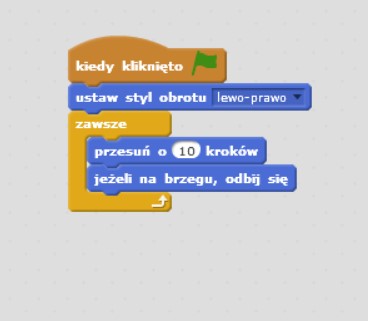 kiedy kliknięto
ustaw styl obrotu lewo-prawo
zawsze
przesuń o 10 kroków
jeżeli na brzegu, odbij się